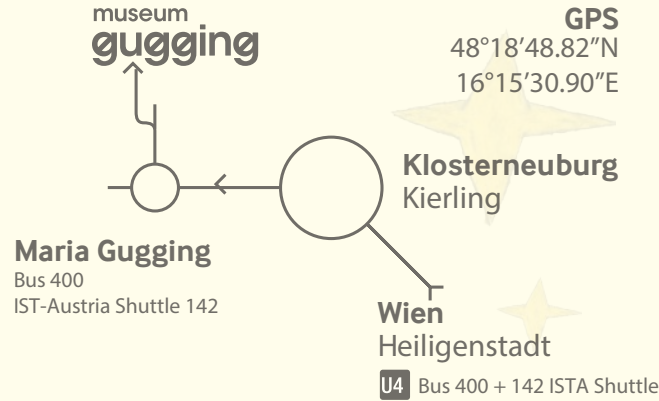 museum
gugging
GPS
48°18’48.82”N
16°15’30.90”E
Klosterneuburg
Kierling
Maria Gugging
Bus 400
IST-Austria Shuttle 142
Wien
Heiligenstadt
U4 Bus 400 + 142 ISTA Shuttle